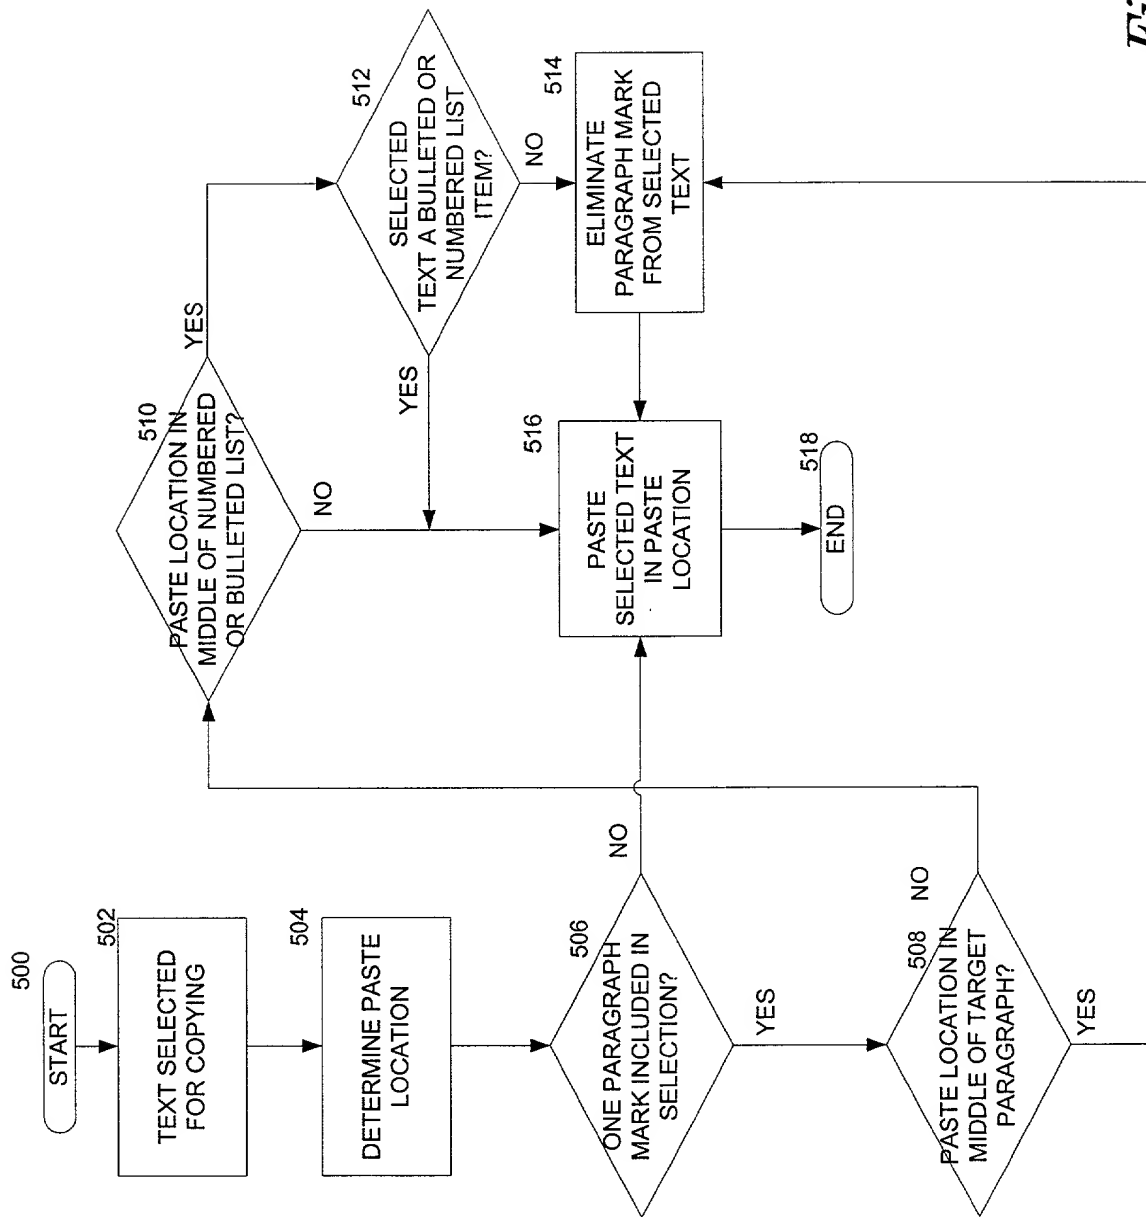 500
START
502
TEXT SELECTED
FOR COPYING
504
DETERMINE PASTE
LOCATION
506
ONE PARAGRAPH
MARK INCLUDED IN
SELECTION?
NO
YES
508
PASTE LOCATION IN
MIDDLE OF TARGET
PARAGRAPH?
NO
YES
510
PASTE LOCATION IN
MIDDLE OF NUMBERED
OR BULLETED LIST?
YES
NO
512
SELECTED
TEXT A BULLETED OR
NUMBERED LIST
ITEM?
YES
NO
514
ELIMINATE
PARAGRAPH MARK
FROM SELECTED
TEXT
516
PASTE
SELECTED TEXT
IN PASTE
LOCATION
518
END